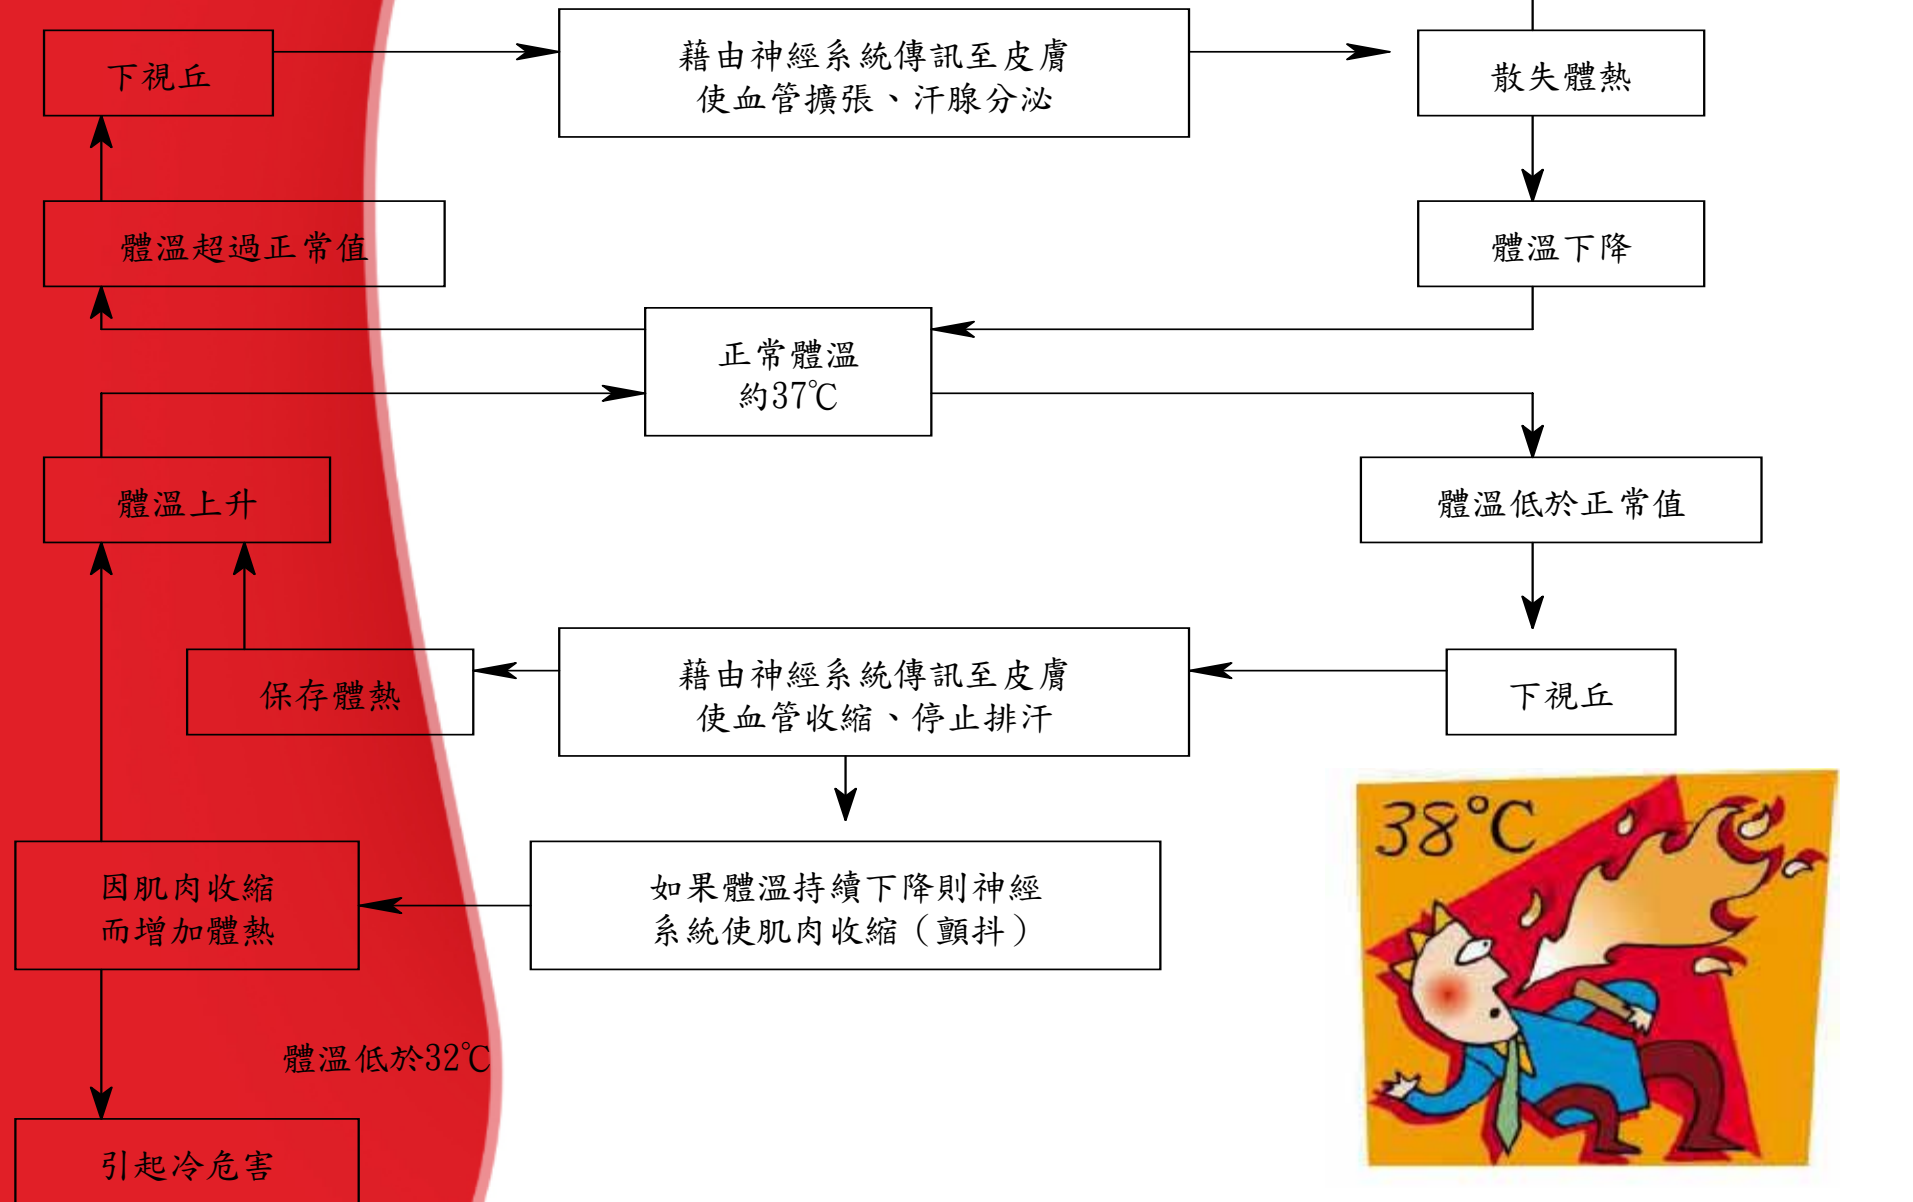 下視丘
藉由神經系統傳訊至皮膚
使血管擴張、汗腺分泌
散失體熱
體溫超過正常值
體溫下降
正常體溫
約37℃
體溫上升
體溫低於正常值
保存體熱
藉由神經系統傳訊至皮膚
使血管收縮、停止排汗
下視丘
因肌肉收縮
而增加體熱
如果體溫持續下降則神經
系統使肌肉收縮（顫抖）
38°C
體溫低於32℃
引起冷危害